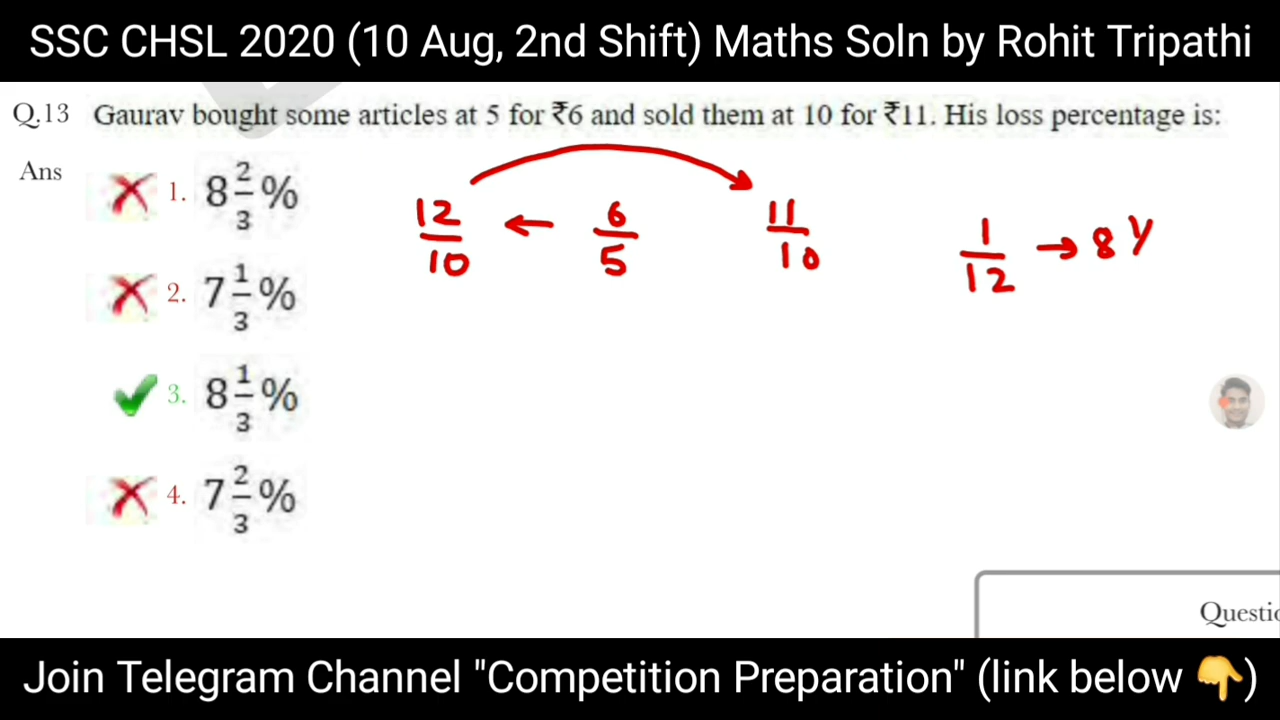 SSC CHSL 2020 (10 Aug, 2nd Shift) Maths Soln by Rohit Tripathi
Q.13 Gaurav bought some articles at 5 for ₹6 and sold them at 10 for ₹11. His loss percentage is:
Ans
1. 8 2/3 %
2. 7 1/3 %
3. 8 1/3 %
4. 7 2/3 %
12/10 ← 6/5 11/10 1/12 → 8 Y
Questio
Join Telegram Channel "Competition Preparation" (link below 👇)